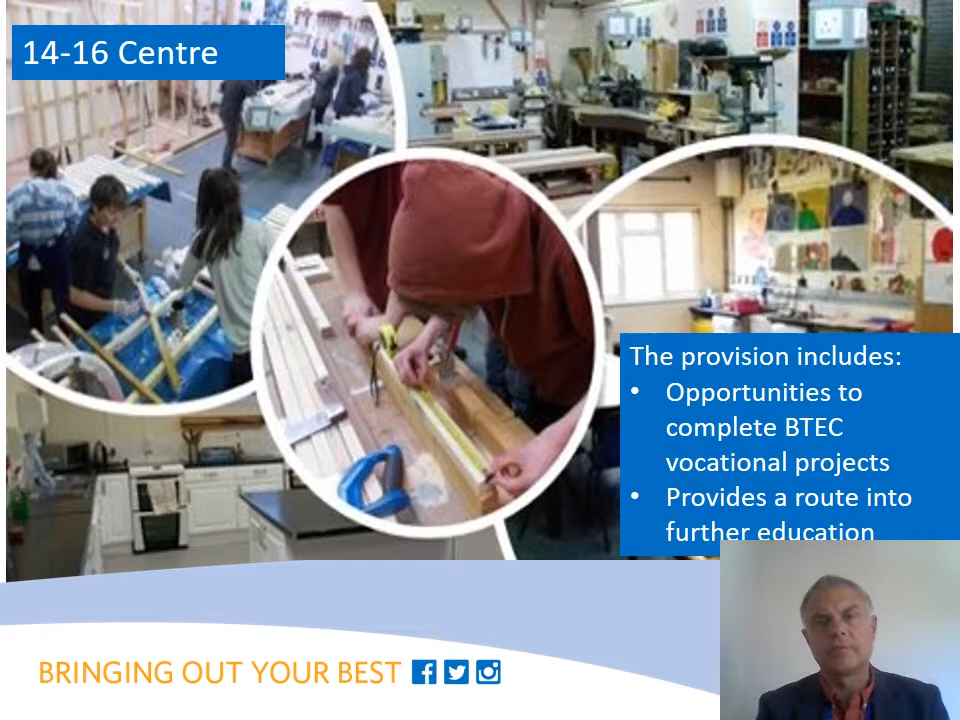 14-16 Centre
The provision includes:
• Opportunities to
complete BTEC
vocational projects
• Provides a route into
further education
BRINGING OUT YOUR BEST